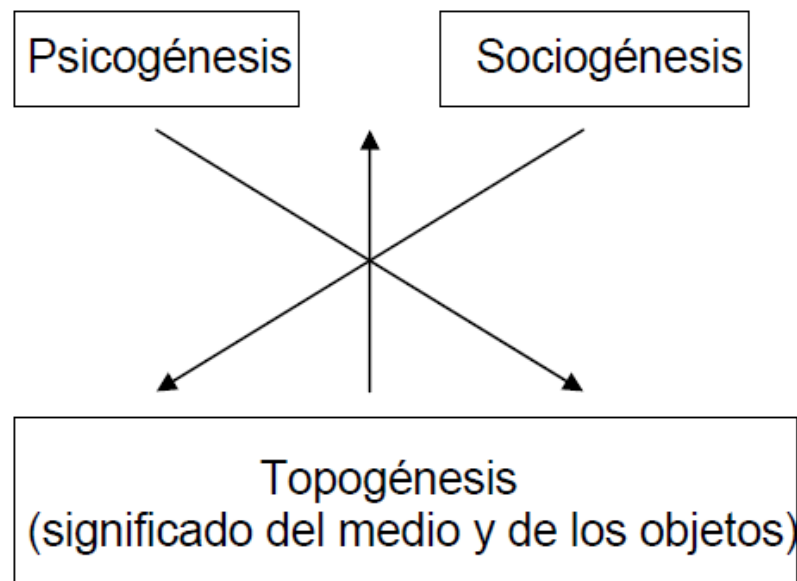 Psicogénesis
Sociogénesis
Topogénesis
(significado del medio y de los objetos)